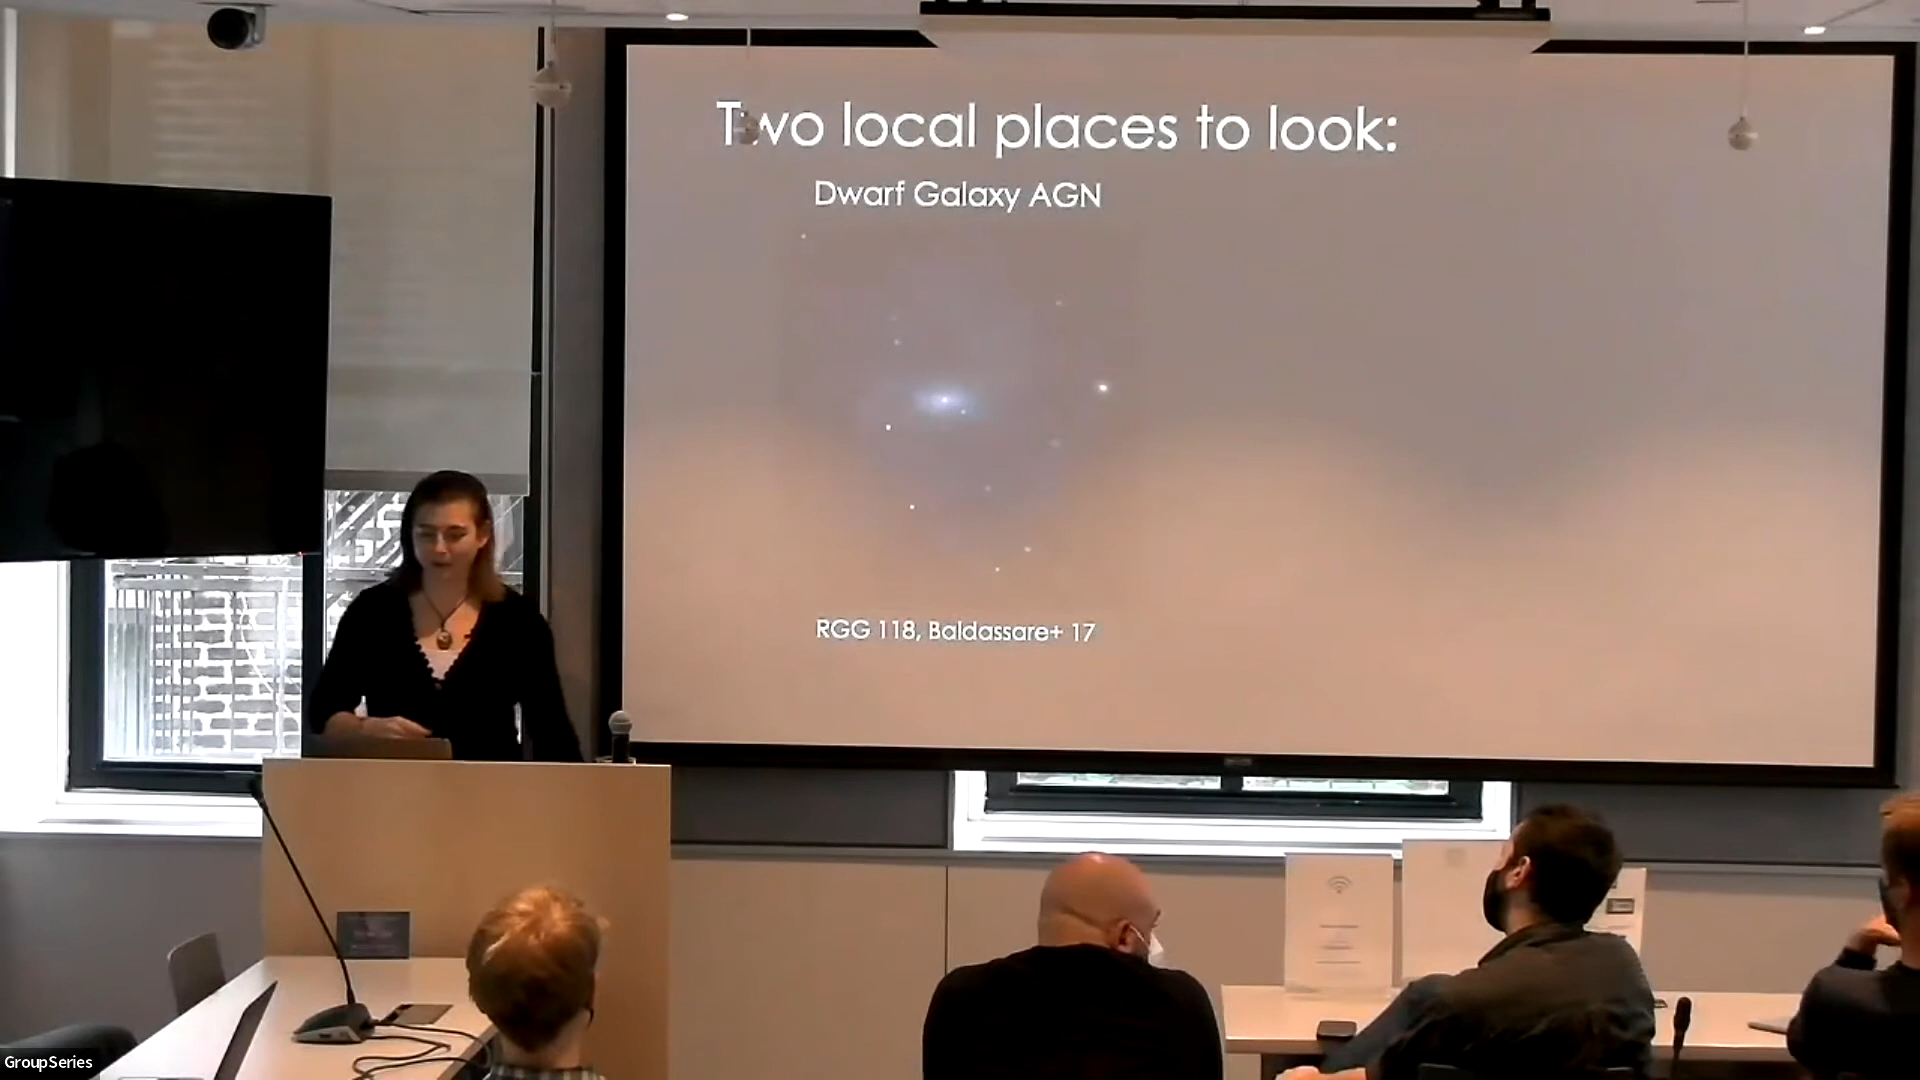 Two local places to look:
Dwarf Galaxy AGN
RGG 118, Baldassare+ 17
GroupSeries